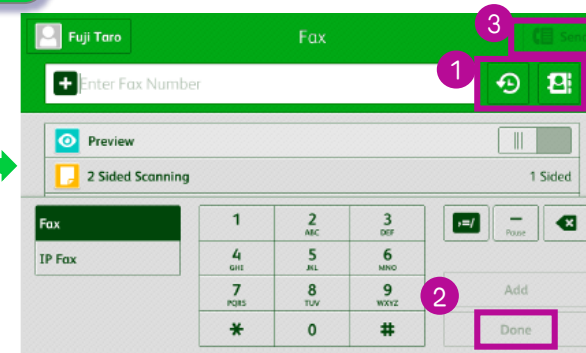 3
Fuji Taro
Fax
Send
1
Enter Fax Number
Preview
2 Sided Scanning
1 Sided
Fax
IP Fax
1
2
ABC
3
DEF
,=/
Pause
4
GHI
5
JKL
6
MNO
7
PQRS
8
TUV
9
WXYZ
*
0
#
2
Add
Done